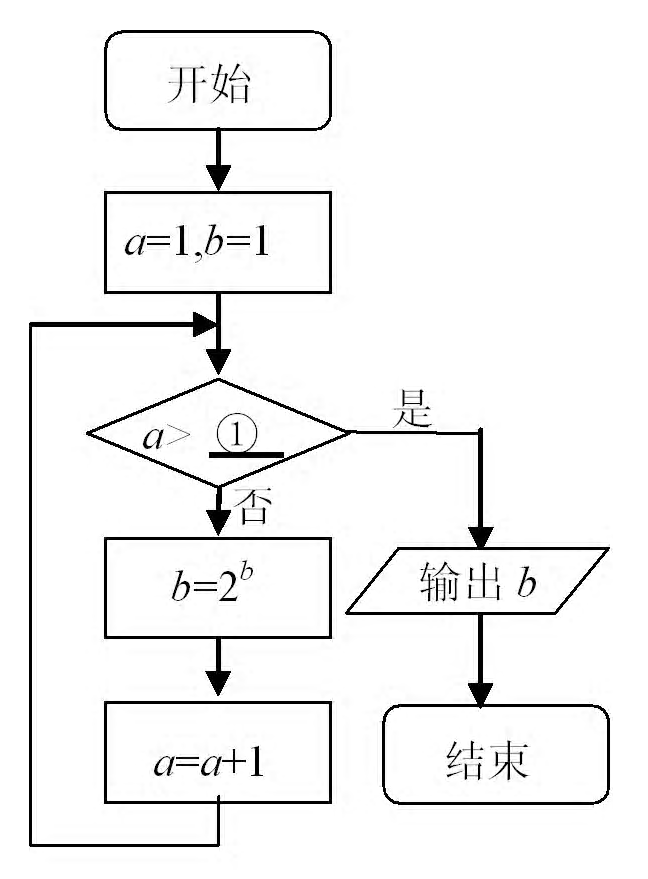 开始
a=1,b=1
a> ①
是
否
b=2^b
输出 b
a=a+1
结束